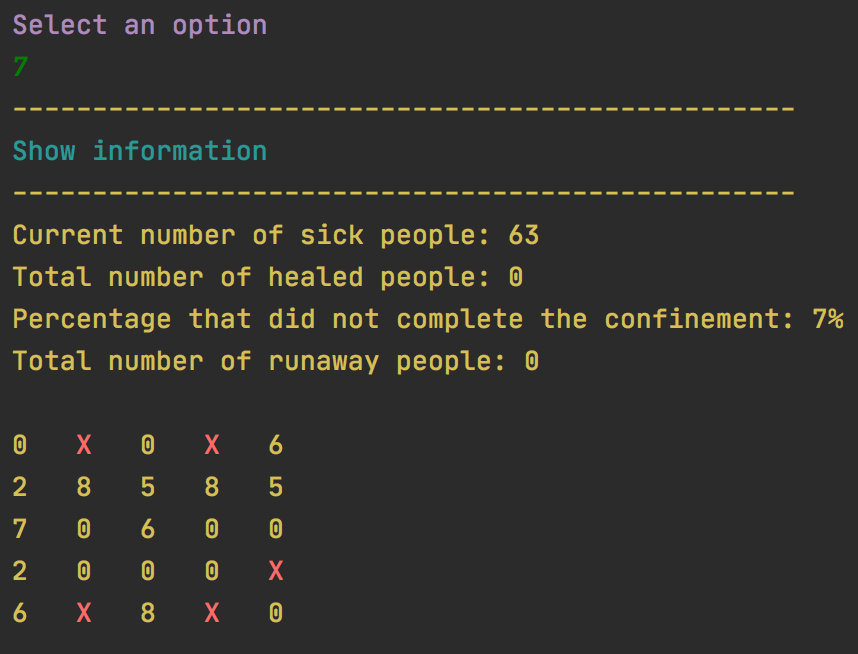 Select an option
7
-------------------------------------------------
Show information
-------------------------------------------------
Current number of sick people: 63
Total number of healed people: 0
Percentage that did not complete the confinement: 7%
Total number of runaway people: 0

0   X   0   X   6
2   8   5   8   5
7   0   6   0   0
2   0   0   0   X
6   X   8   X   0